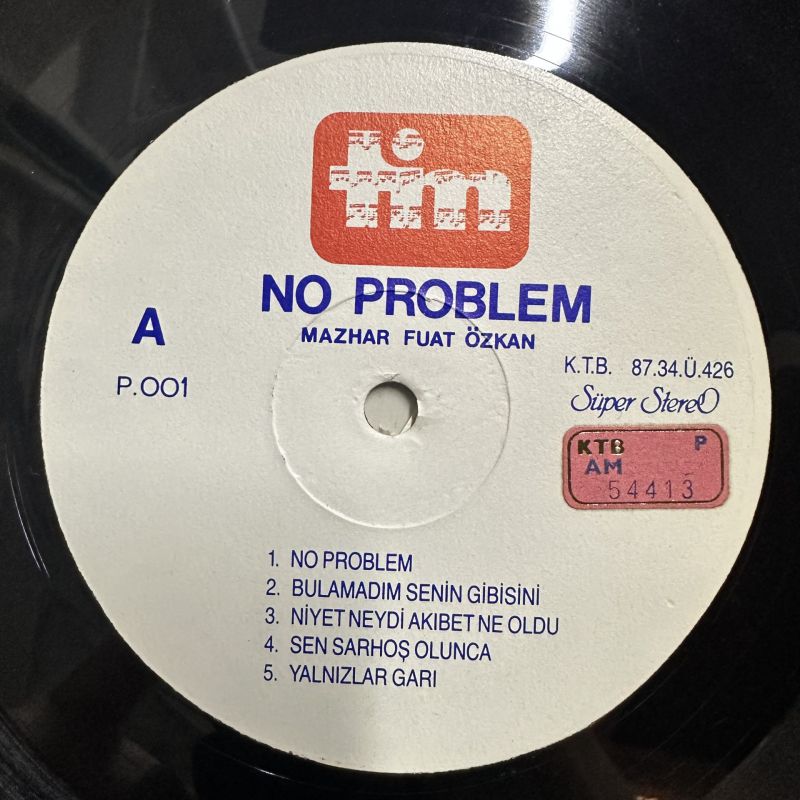 tim
NO PROBLEM
MAZHAR FUAT ÖZKAN
A
P.001
K.T.B. 87.34.Ü.426
Süper Stereo
KTB P
AM
54413
1. NO PROBLEM
2. BULAMADIM SENİN GİBİSİNİ
3. NİYET NEYDİ AKIBET NE OLDU
4. SEN SARHOŞ OLUNCA
5. YALNIZLAR GARI